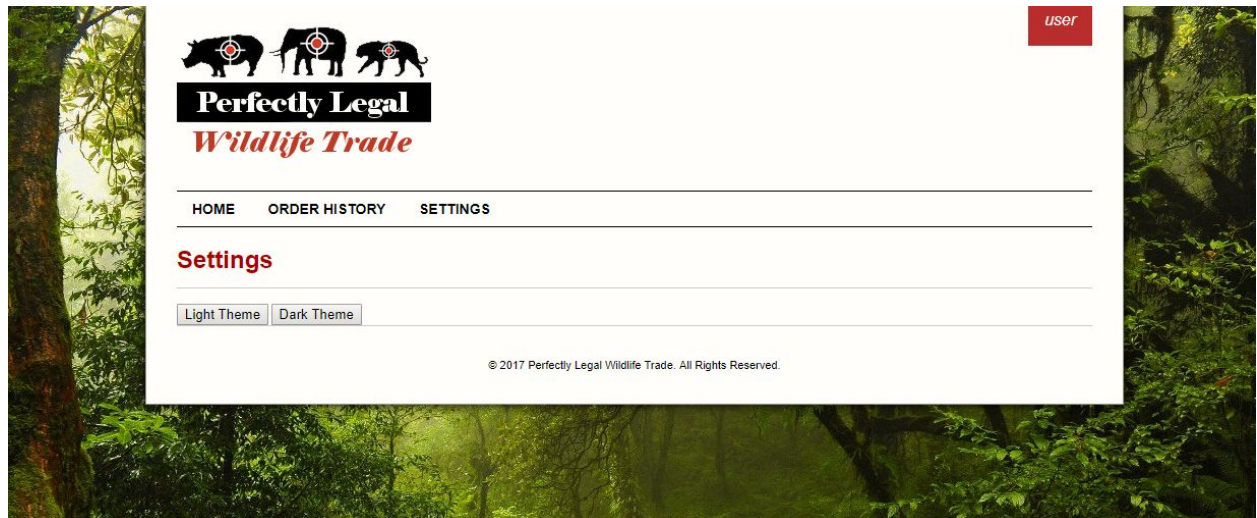 user
Perfectly Legal
Wildlife Trade
HOME ORDER HISTORY SETTINGS
Settings
Light Theme Dark Theme
© 2017 Perfectly Legal Wildlife Trade. All Rights Reserved.